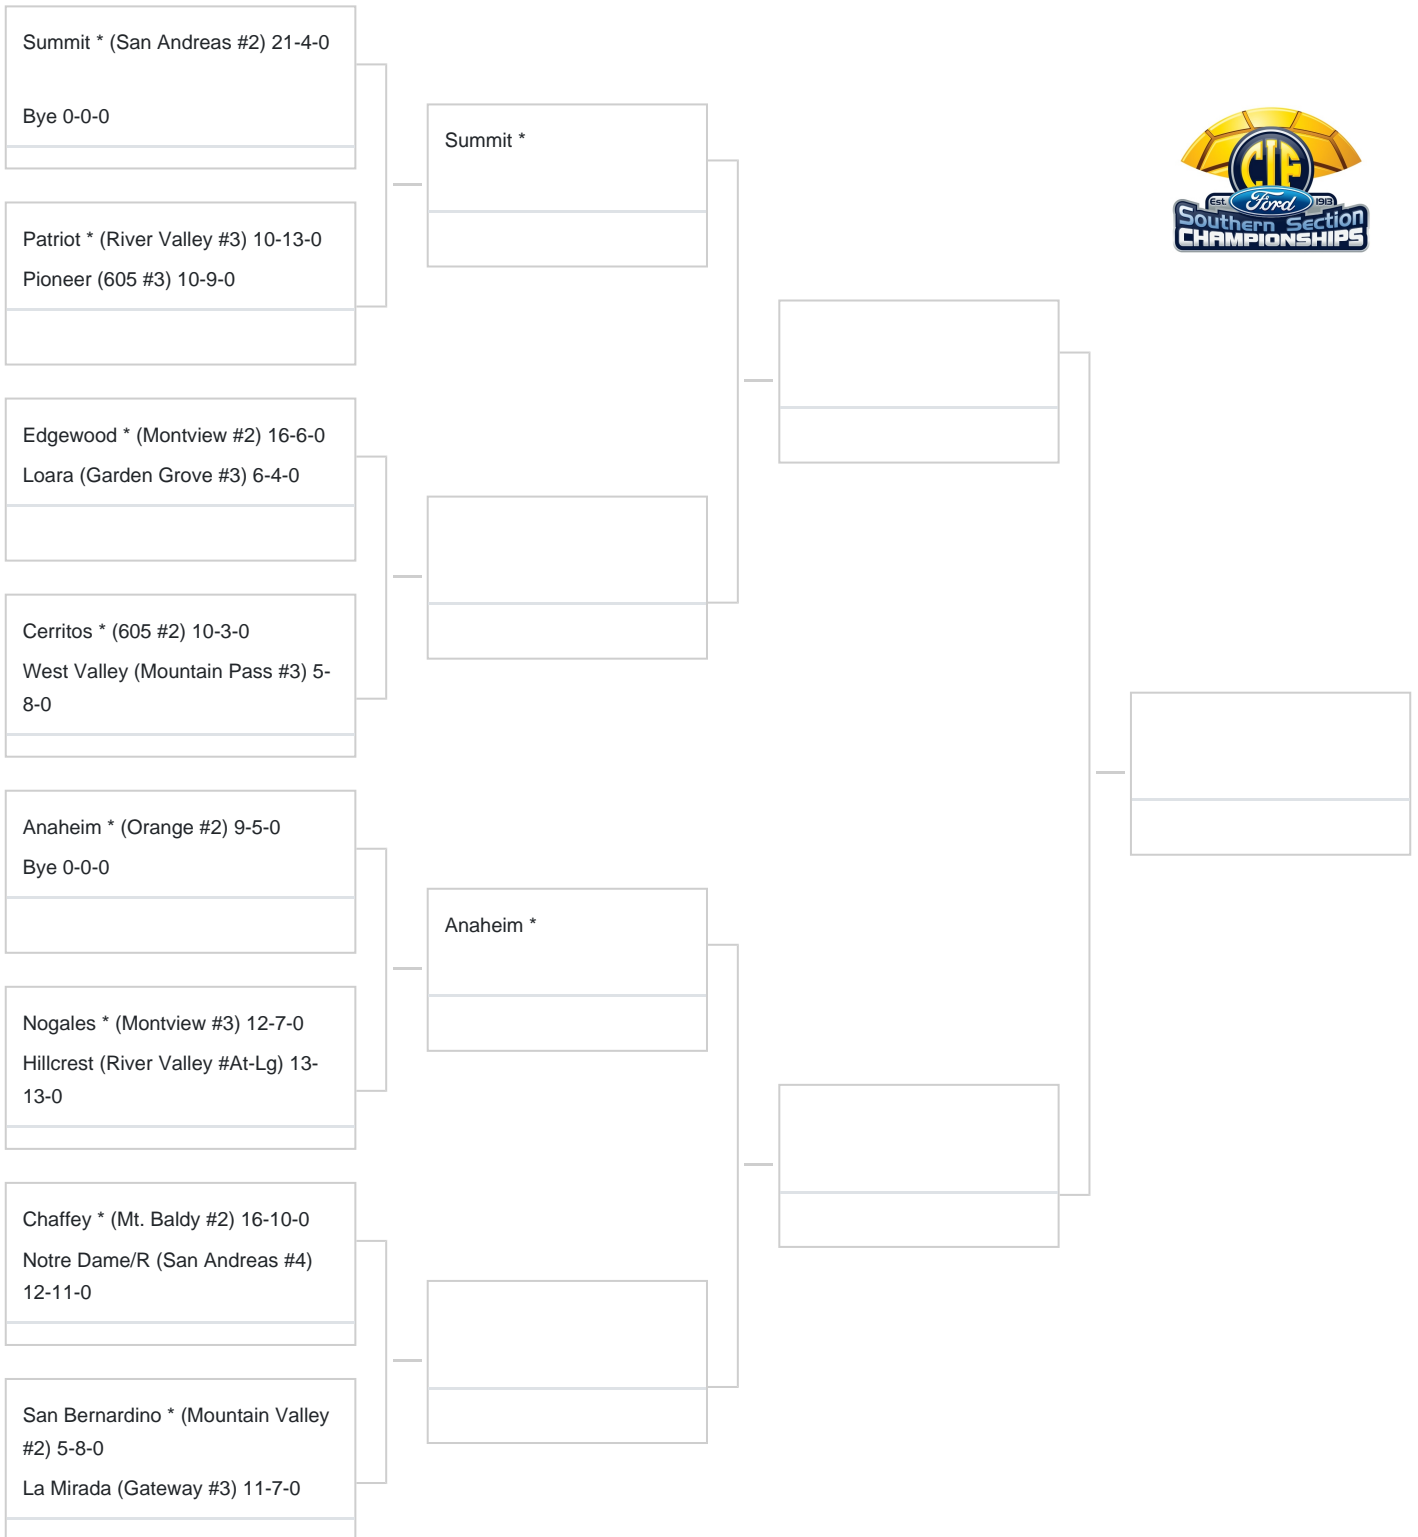 Summit * (San Andreas #2) 21-4-0
Bye 0-0-0
Patriot * (River Valley #3) 10-13-0
Pioneer (605 #3) 10-9-0
Edgewood * (Montview #2) 16-6-0
Loara (Garden Grove #3) 6-4-0
Cerritos * (605 #2) 10-3-0
West Valley (Mountain Pass #3) 5-
8-0
Anaheim * (Orange #2) 9-5-0
Bye 0-0-0
Nogales * (Montview #3) 12-7-0
Hillcrest (River Valley #At-Lg) 13-
13-0
Chaffey * (Mt. Baldy #2) 16-10-0
Notre Dame/R (San Andreas #4)
12-11-0
San Bernardino * (Mountain Valley
#2) 5-8-0
La Mirada (Gateway #3) 11-7-0
Summit *
Anaheim *
CIF
Est. Ford 1913
Southern Section
CHAMPIONSHIPS